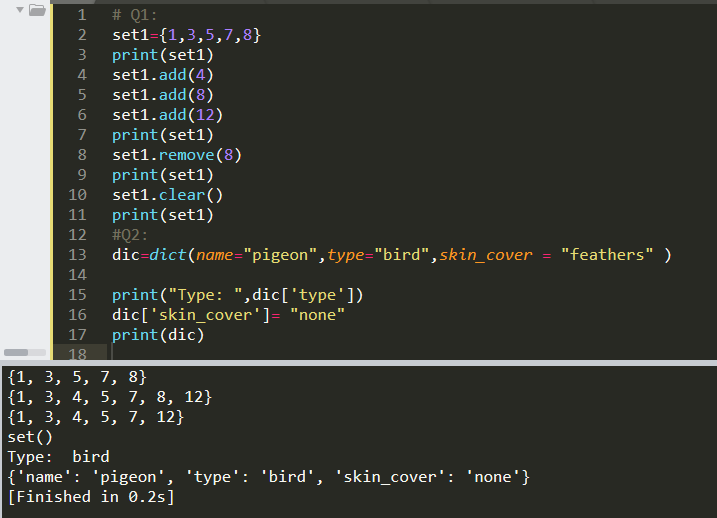 1 # Q1:
2 set1={1,3,5,7,8}
3 print(set1)
4 set1.add(4)
5 set1.add(8)
6 set1.add(12)
7 print(set1)
8 set1.remove(8)
9 print(set1)
10 set1.clear()
11 print(set1)
12 #Q2:
13 dic=dict(name="pigeon",type="bird",skin_cover = "feathers" )
14
15 print("Type: ",dic['type'])
16 dic['skin_cover']= "none"
17 print(dic)
18
{1, 3, 5, 7, 8}
{1, 3, 4, 5, 7, 8, 12}
{1, 3, 4, 5, 7, 12}
set()
Type:  bird
{'name': 'pigeon', 'type': 'bird', 'skin_cover': 'none'}
[Finished in 0.2s]